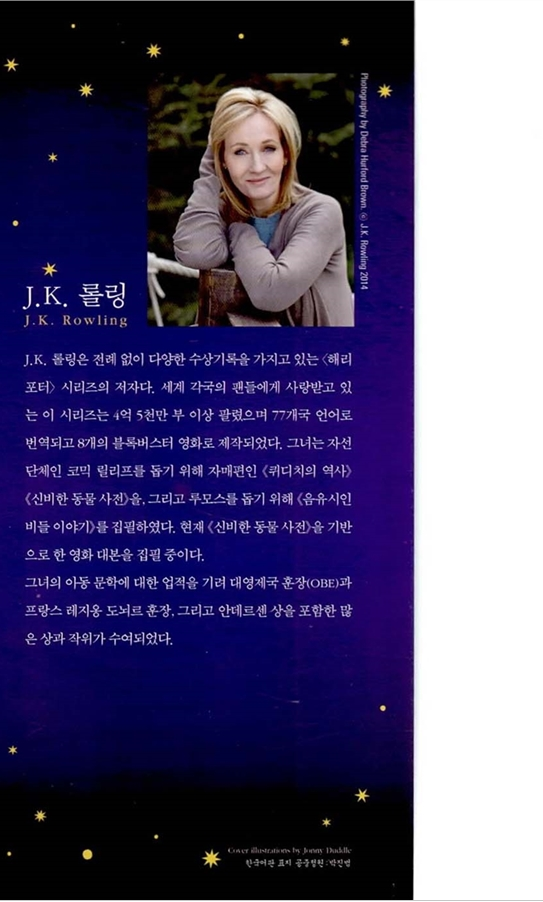 Photography by Debra Hurford Brown, © J.K. Rowling 2014
J.K. 롤링
J.K. Rowling
J.K. 롤링은 전례 없이 다양한 수상기록을 가지고 있는 〈해리
포터〉 시리즈의 저자다. 세계 각국의 팬들에게 사랑받고 있
는 이 시리즈는 4억 5천만 부 이상 팔렸으며 77개국 언어로
번역되고 8개의 블록버스터 영화로 제작되었다. 그녀는 자선
단체인 코믹 릴리프를 돕기 위해 자매편인 《퀴디치의 역사》
《신비한 동물 사전》을, 그리고 루모스를 돕기 위해 《음유시인
비들 이야기》를 집필하였다. 현재 《신비한 동물 사전》을 기반
으로 한 영화 대본을 집필 중이다.
그녀의 아동 문학에 대한 업적을 기려 대영제국 훈장(OBE)과
프랑스 레지옹 도뇌르 훈장, 그리고 안데르센 상을 포함한 많
은 상과 작위가 수여되었다.
Cover illustrations by Jonny Duddle
한국어판 표지 공중정원:박진범